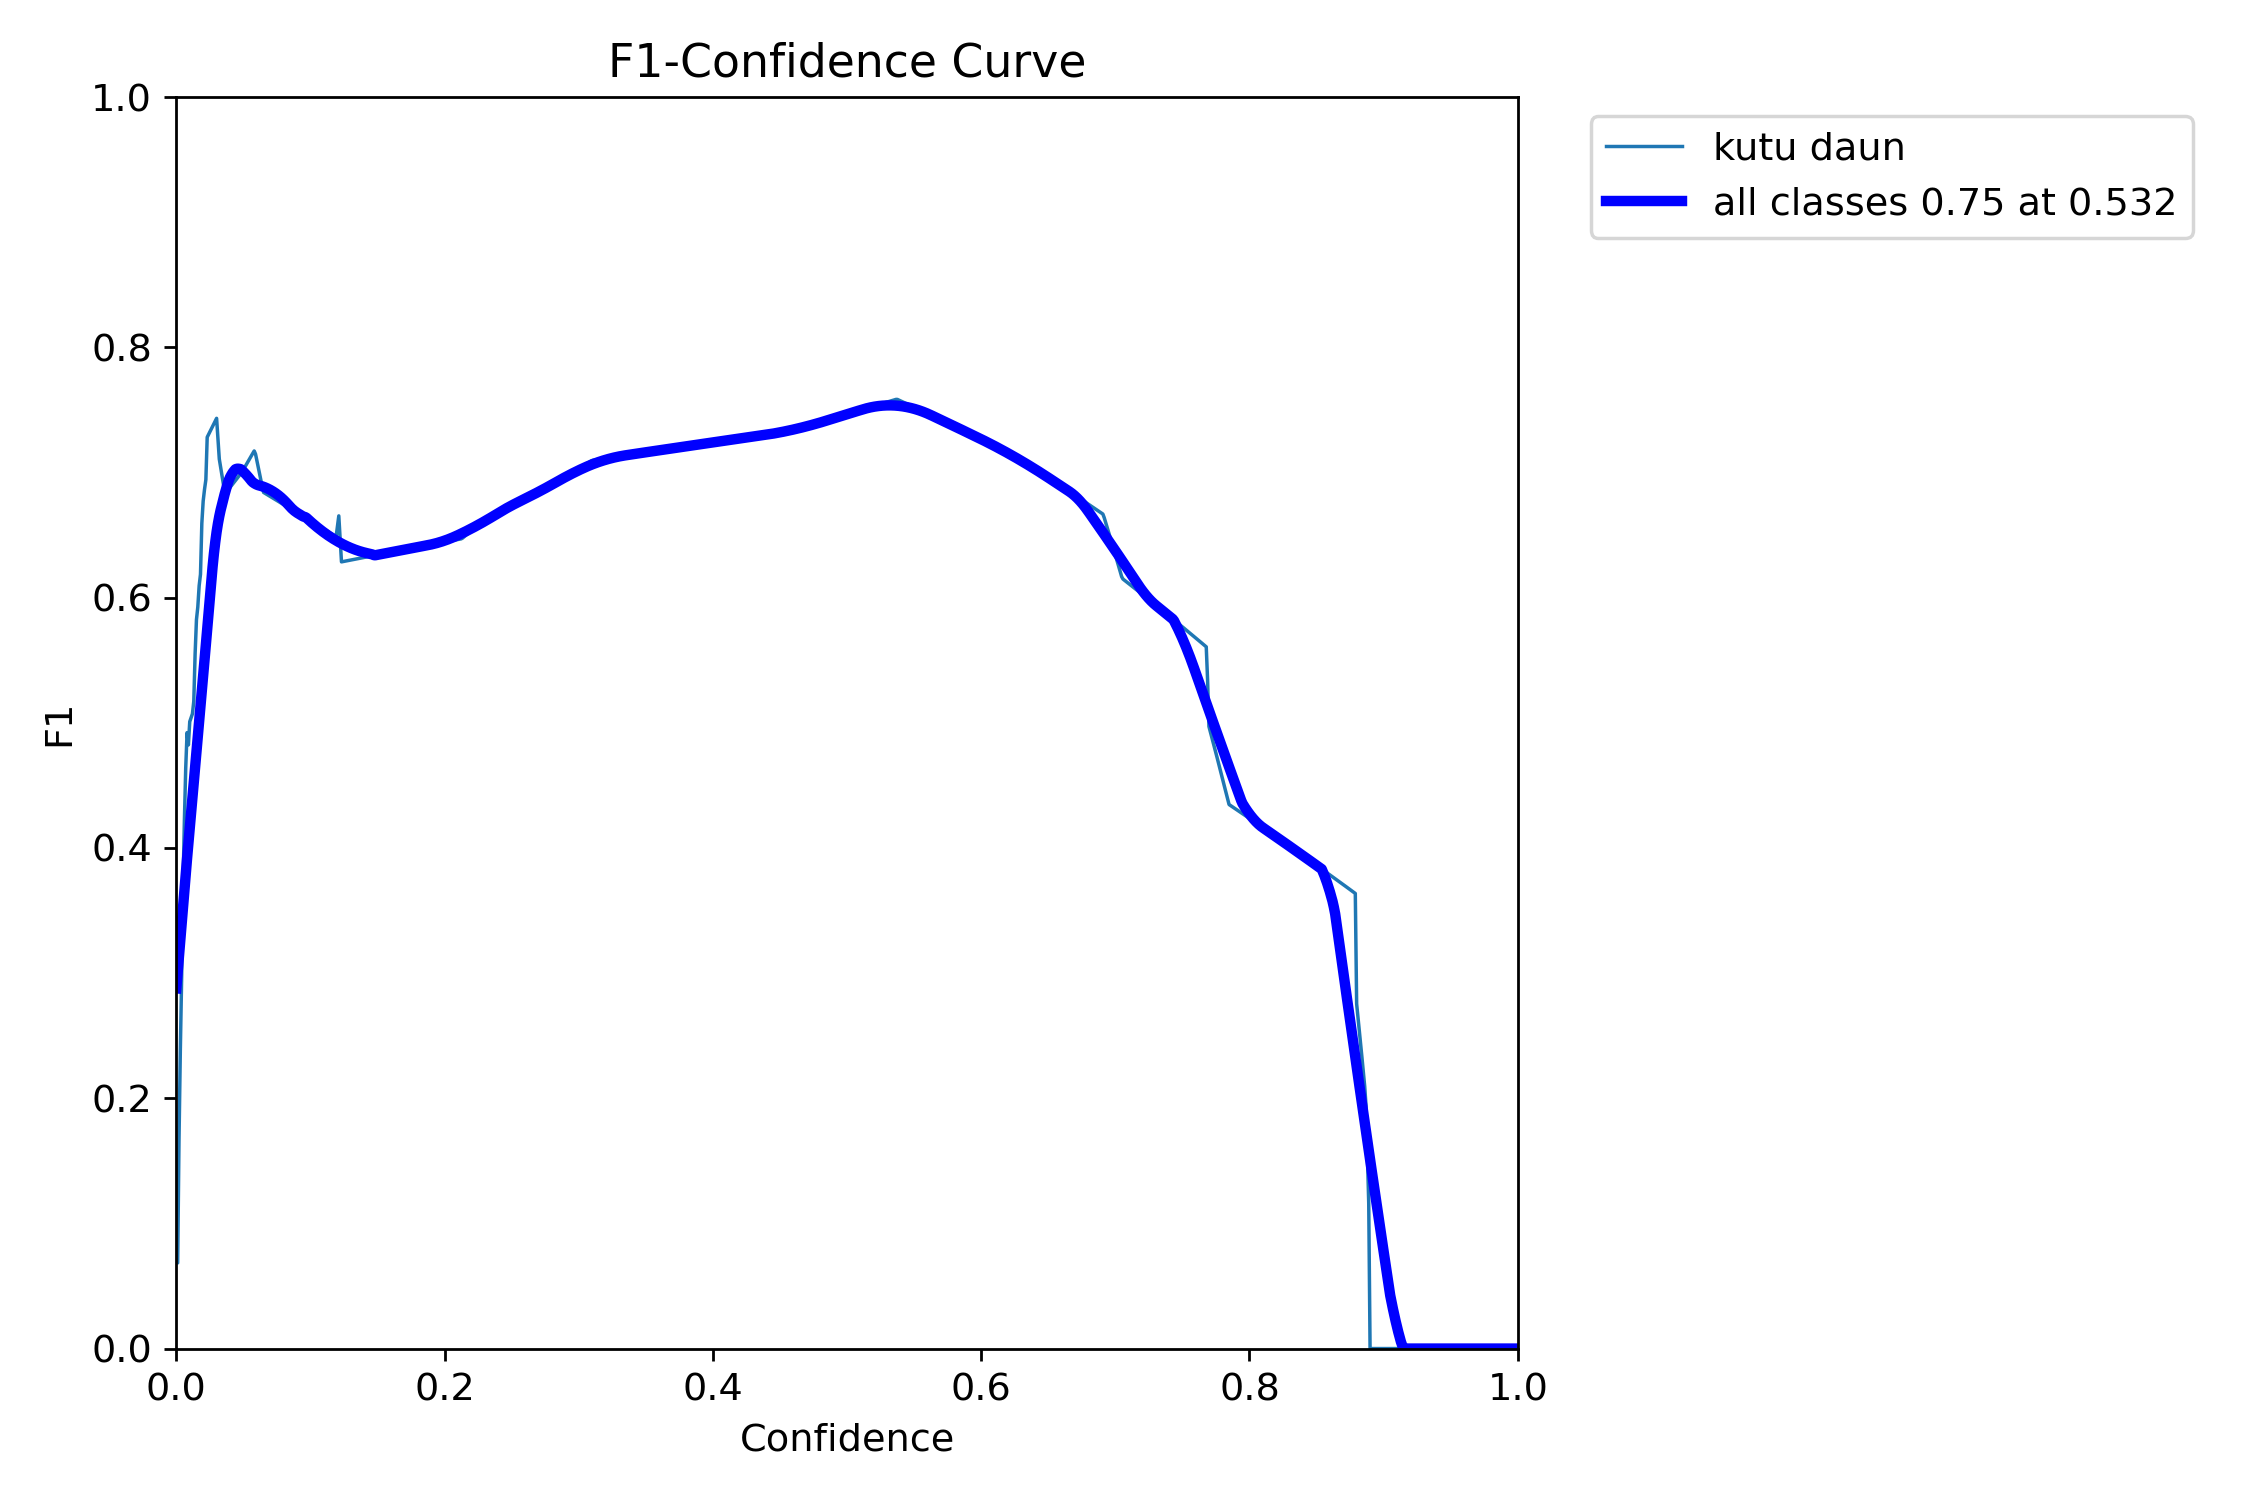 F1-Confidence Curve
1.0
0.8
0.6
0.4
0.2
0.0
F1
0.0 0.2 0.4 0.6 0.8 1.0
Confidence
kutu daun
all classes 0.75 at 0.532